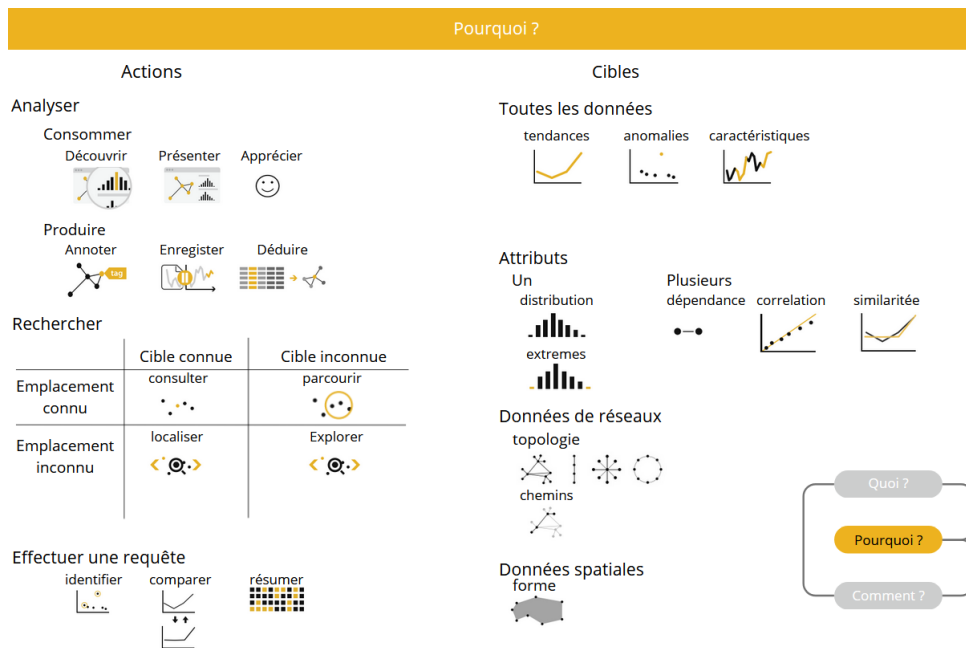 Pourquoi ?
Actions
Analyser
Consommer
Découvrir Présenter Apprécier
Produire
Annoter Enregister Déduire
tag
Rechercher
Cible connue Cible inconnue
Emplacement connu
consulter parcourir
Emplacement inconnu
localiser Explorer
Effectuer une requête
identifier comparer résumer
Cibles
Toutes les données
tendances anomalies caractéristiques
Attributs
Un
distribution
extremes
Plusieurs
dépendance correlation similaritée
Données de réseaux
topologie
chemins
Données spatiales
forme
Quoi ?
Pourquoi ?
Comment ?